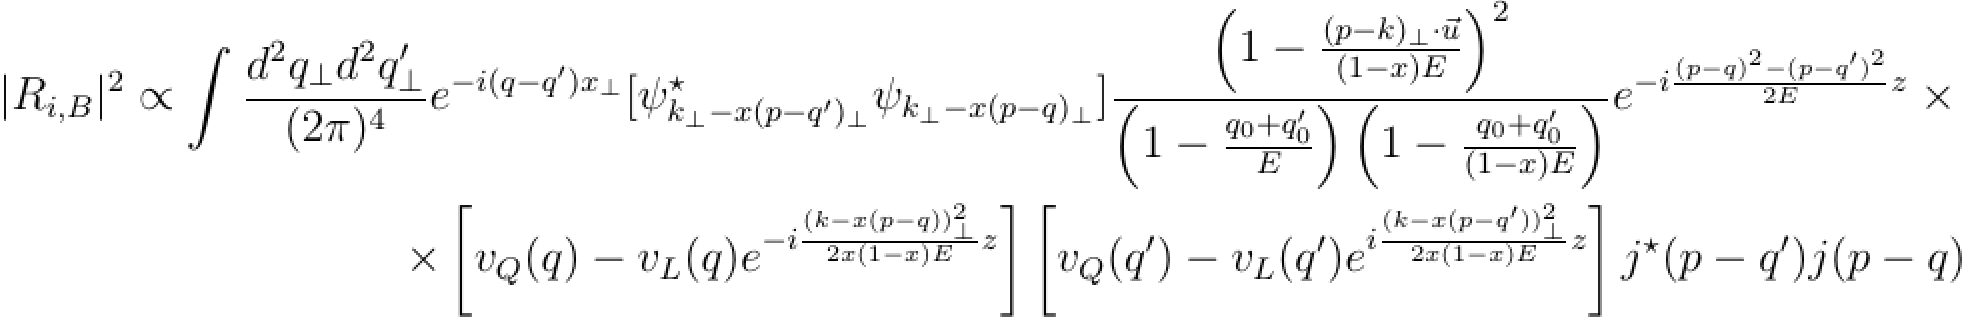 |R_{i,B}|^2 \propto \int \frac{d^2 q_\perp d^2 q'_\perp}{(2\pi)^4} e^{-i(q-q')x_\perp} [\psi^\star_{k_\perp - x(p-q')_\perp} \psi_{k_\perp - x(p-q)_\perp}] \frac{\left(1 - \frac{(p-k)_\perp \cdot \vec{u}}{(1-x)E}\right)^2}{\left(1 - \frac{q_0+q'_0}{E}\right)\left(1 - \frac{q_0+q'_0}{(1-x)E}\right)} e^{-i\frac{(p-q)^2-(p-q')^2}{2E}z} \times
\times \left[ v_Q(q) - v_L(q) e^{-i\frac{(k-x(p-q))^2_\perp}{2x(1-x)E}z} \right] \left[ v_Q(q') - v_L(q') e^{i\frac{(k-x(p-q'))^2_\perp}{2x(1-x)E}z} \right] j^\star(p-q')j(p-q)